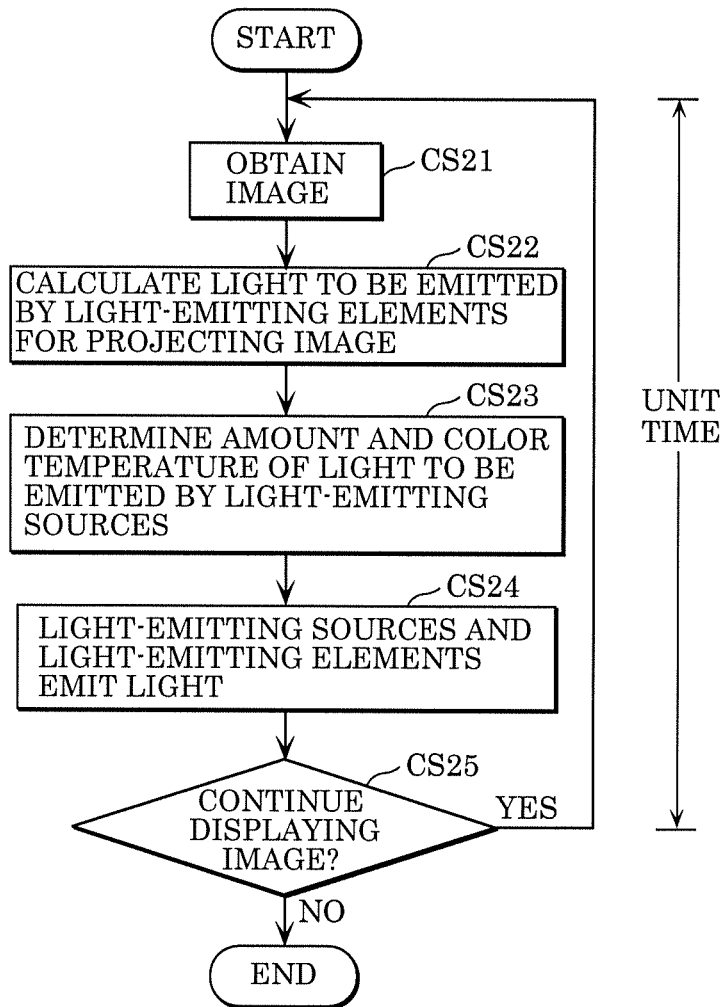 START
OBTAIN
IMAGE
CS21
CS22
CALCULATE LIGHT TO BE EMITTED
BY LIGHT-EMITTING ELEMENTS
FOR PROJECTING IMAGE
CS23
DETERMINE AMOUNT AND COLOR
TEMPERATURE OF LIGHT TO BE
EMITTED BY LIGHT-EMITTING
SOURCES
UNIT
TIME
CS24
LIGHT-EMITTING SOURCES AND
LIGHT-EMITTING ELEMENTS
EMIT LIGHT
CS25
CONTINUE
DISPLAYING
IMAGE?
YES
NO
END